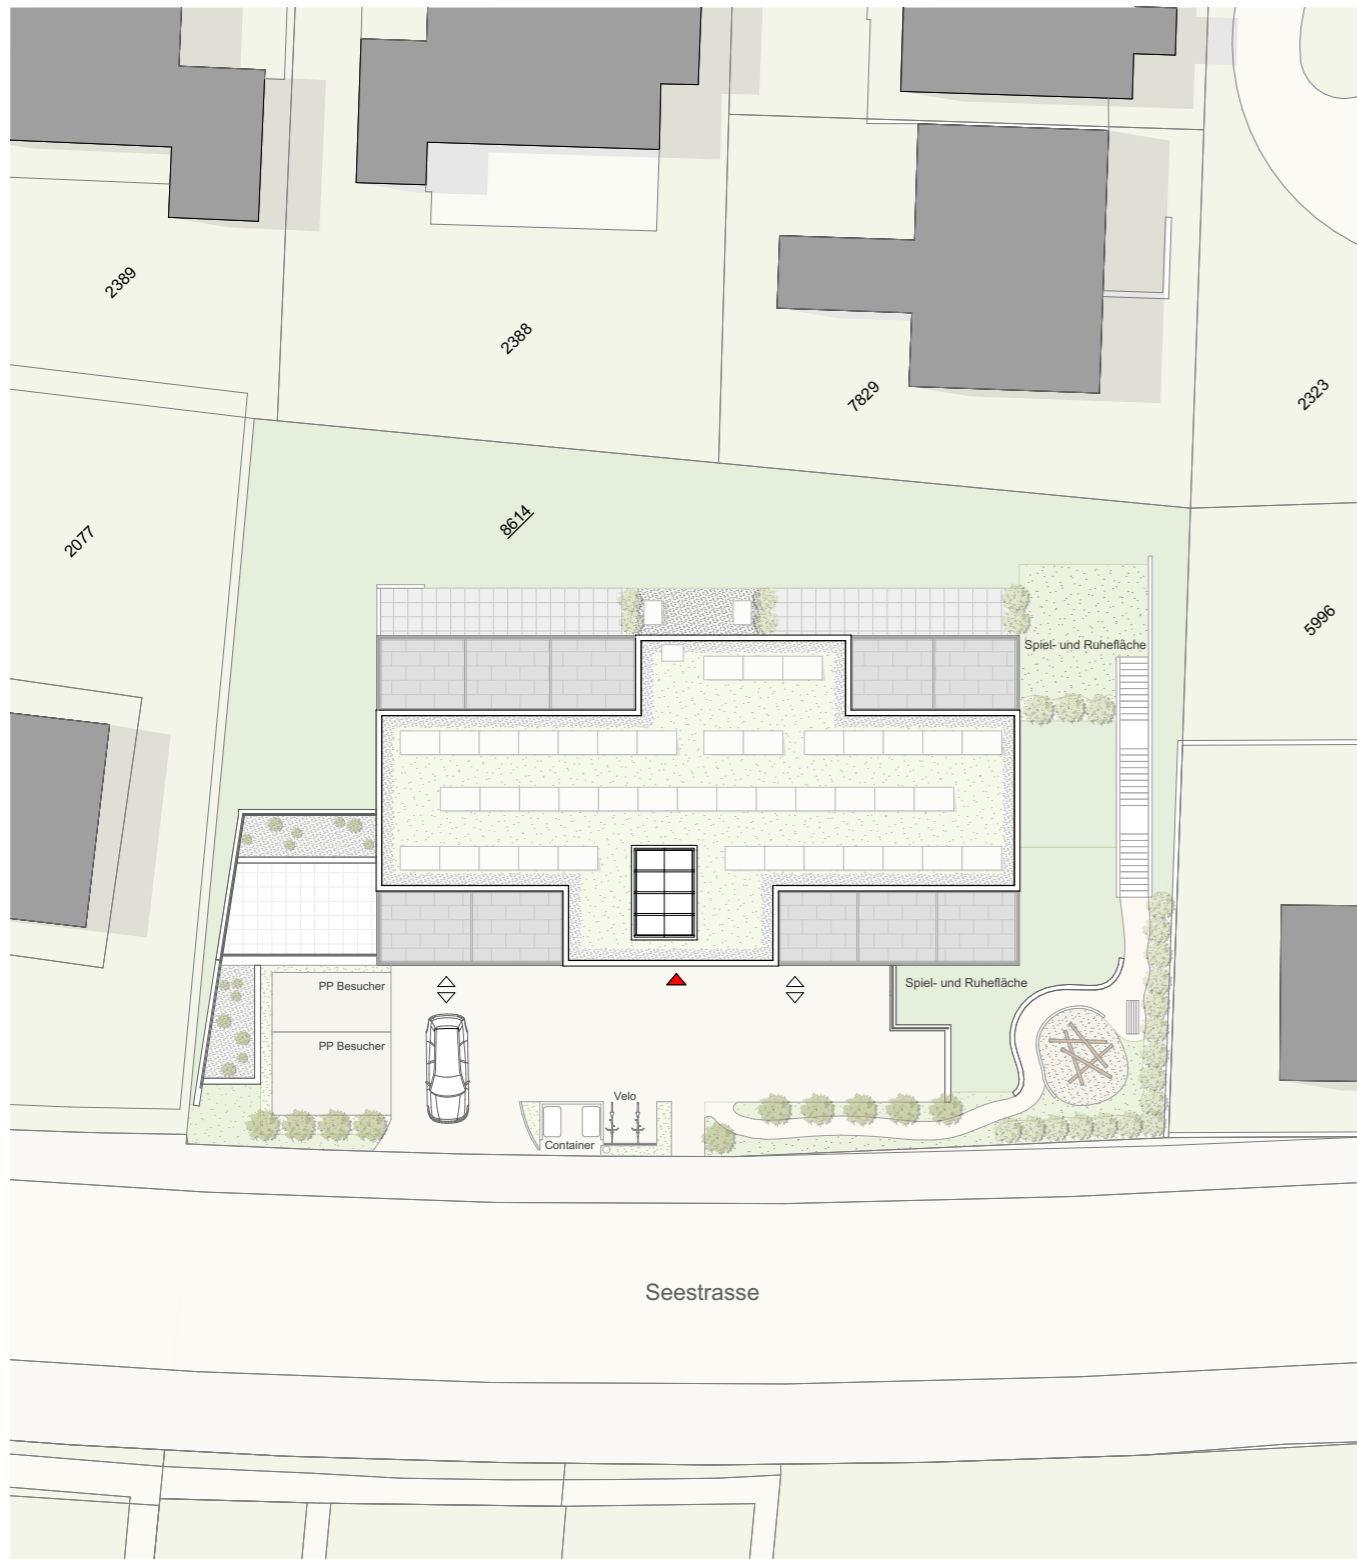 2389
2388
7829
2323
8614
2077
5996
Spiel- und Ruhefläche
PP Besucher
Spiel- und Ruhefläche
PP Besucher
Velo
Container
Seestrasse